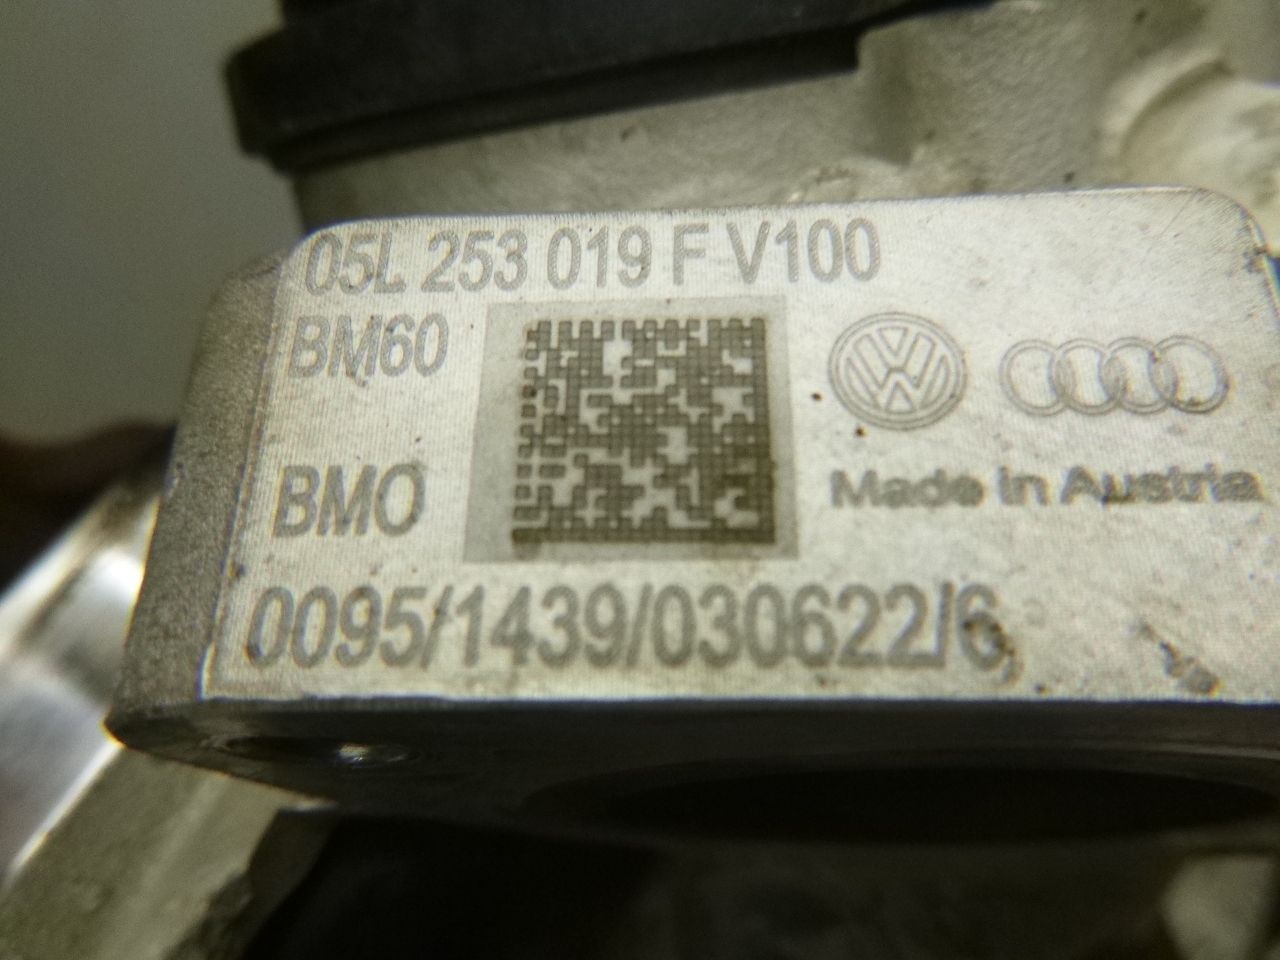 05L 253 019 F V100
BM60
BMO
Made in Austria
0095/1439/030622/6